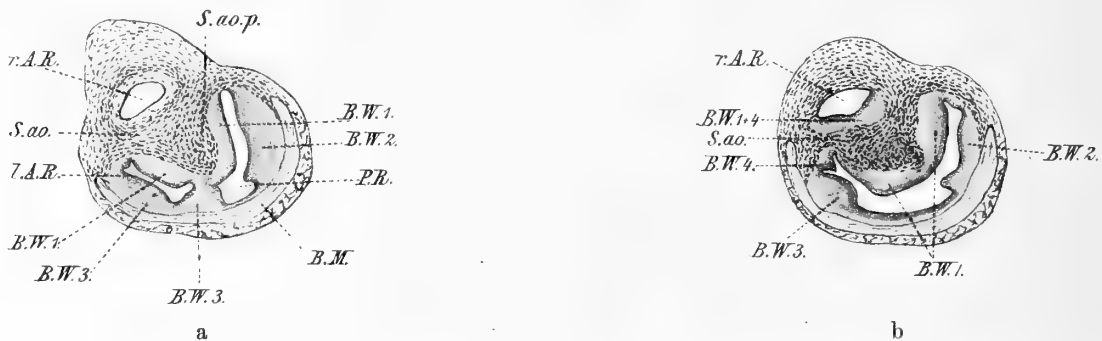 S.ao.p.
r.A.R.
B.W.1.
S.ao.
B.W.2.
l.A.R.
P.R.
B.W.1.
B.W.3.
B.M.
B.W.3.
a
r.A.R.
B.W.1+4
S.ao.
B.W.4.
B.W.2.
B.W.3.
B.W.1.
b